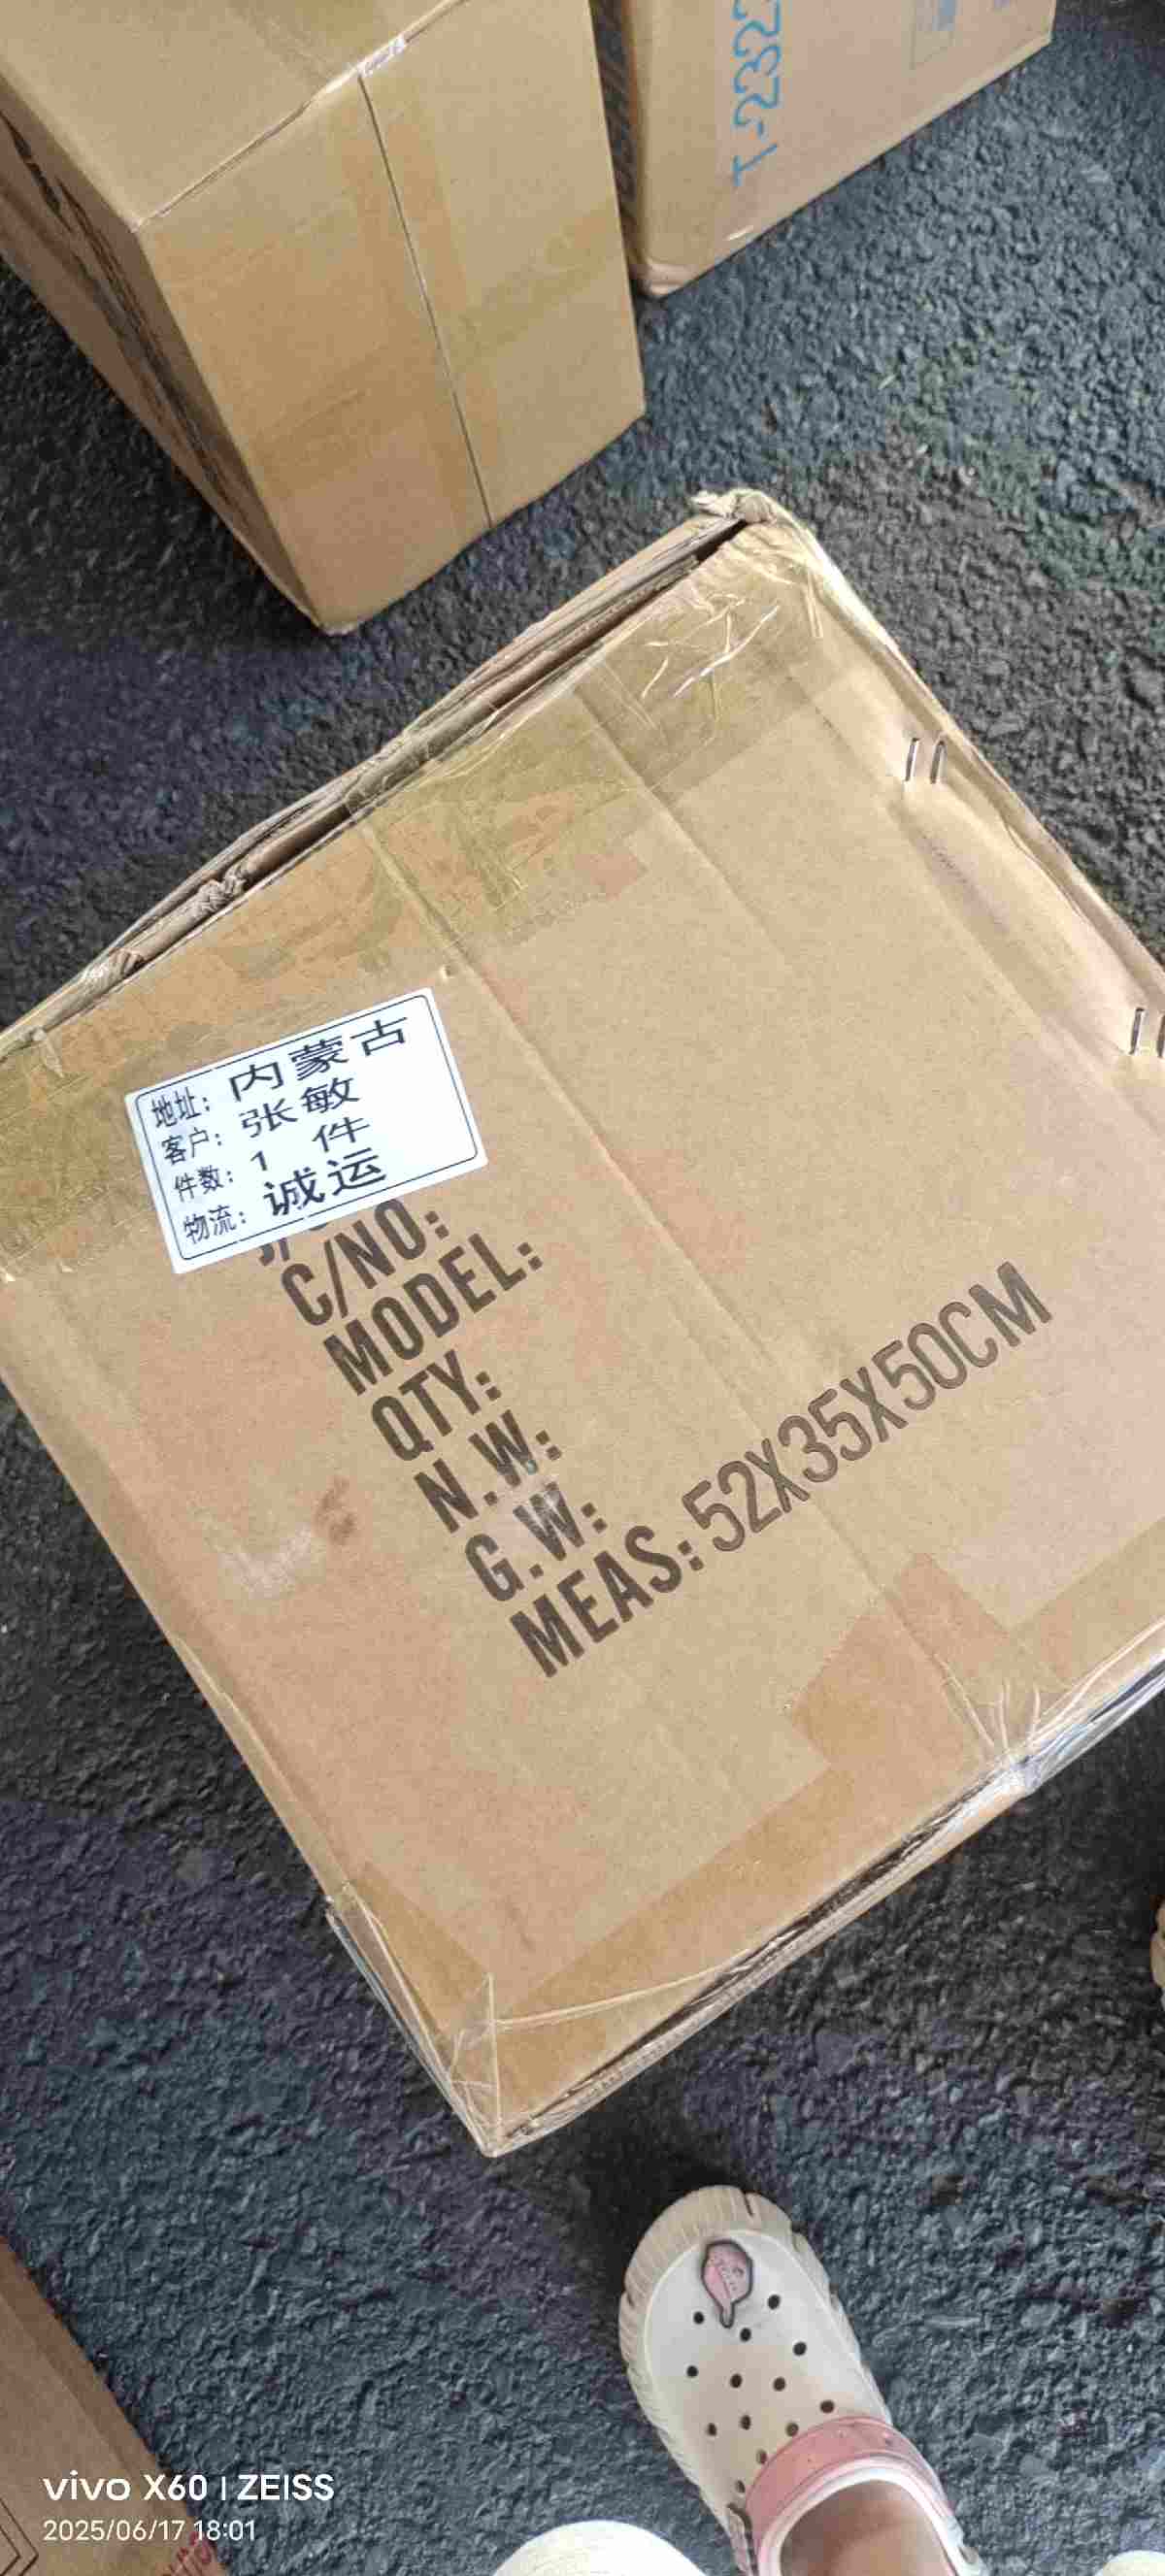 T-2323
地址: 内蒙古
客户: 张敏
件数: 1 件
物流: 诚运
C/NO:
MODEL:
QTY:
N.W:
G.W:
MEAS: 52X35X50CM
vivo X60 | ZEISS
2025/06/17 18:01